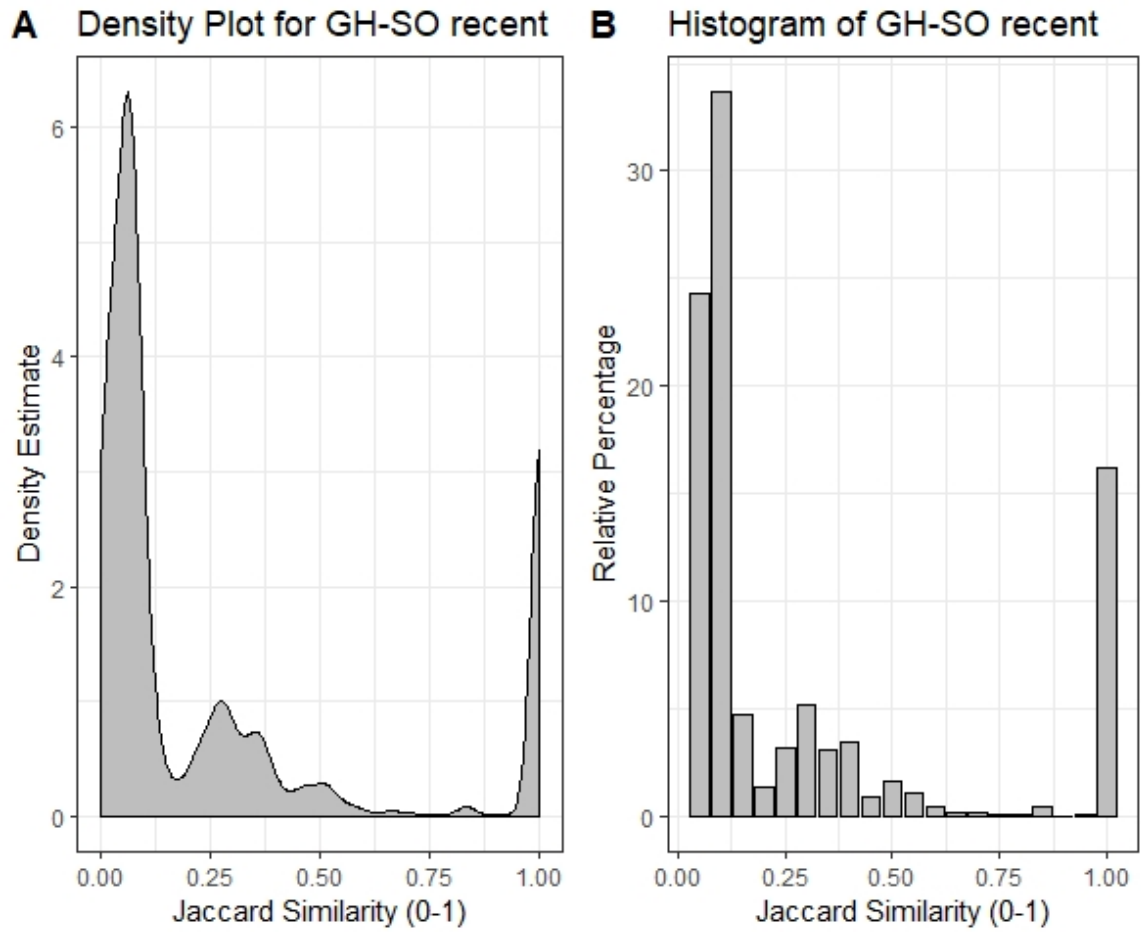 A Density Plot for GH-SO recent
Density Estimate
6
4
2
0
0.00 0.25 0.50 0.75 1.00
Jaccard Similarity (0-1)
B Histogram of GH-SO recent
Relative Percentage
30
20
10
0
0.00 0.25 0.50 0.75 1.00
Jaccard Similarity (0-1)